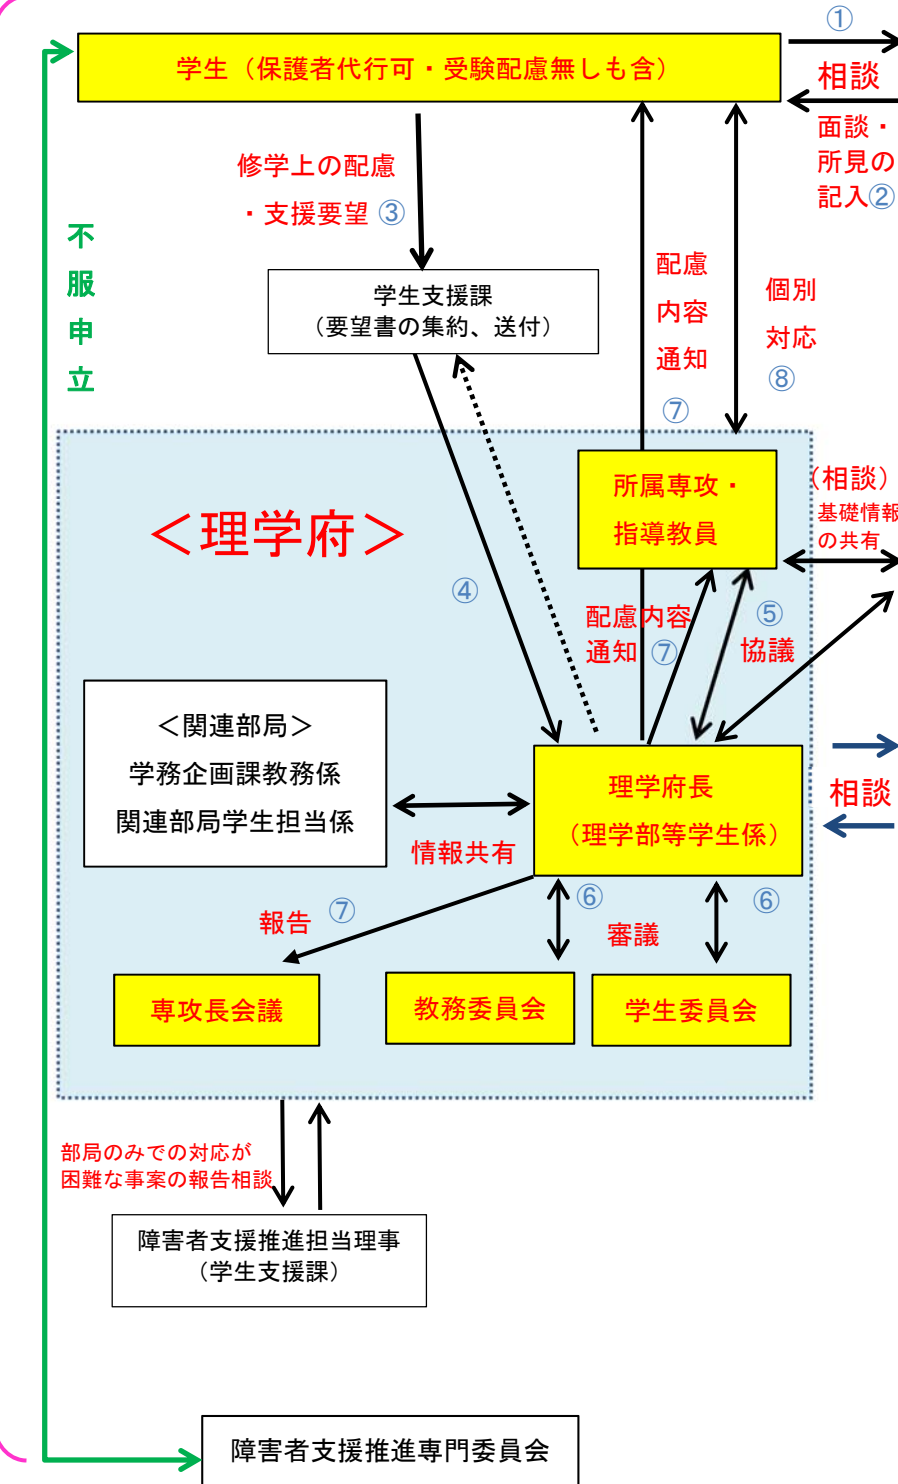 ①
学生（保護者代行可・受験配慮無しも含）
相談
面談・
所見の
記入②
修学上の配慮
・支援要望 ③
不
服
申
立
学生支援課
（要望書の集約、送付）
配慮
内容
通知
⑦
個別
対応
⑧
＜理学府＞
所属専攻・
指導教員
（相談）
基礎情報
の共有
④
配慮内容
通知 ⑦
⑤
協議
＜関連部局＞
学務企画課教務係
関連部局学生担当係
情報共有
理学府長
（理学部等学生係）
相談
報告 ⑦
⑥
審議
⑥
専攻長会議
教務委員会
学生委員会
部局のみでの対応が
困難な事案の報告相談
障害者支援推進担当理事
（学生支援課）
障害者支援推進専門委員会